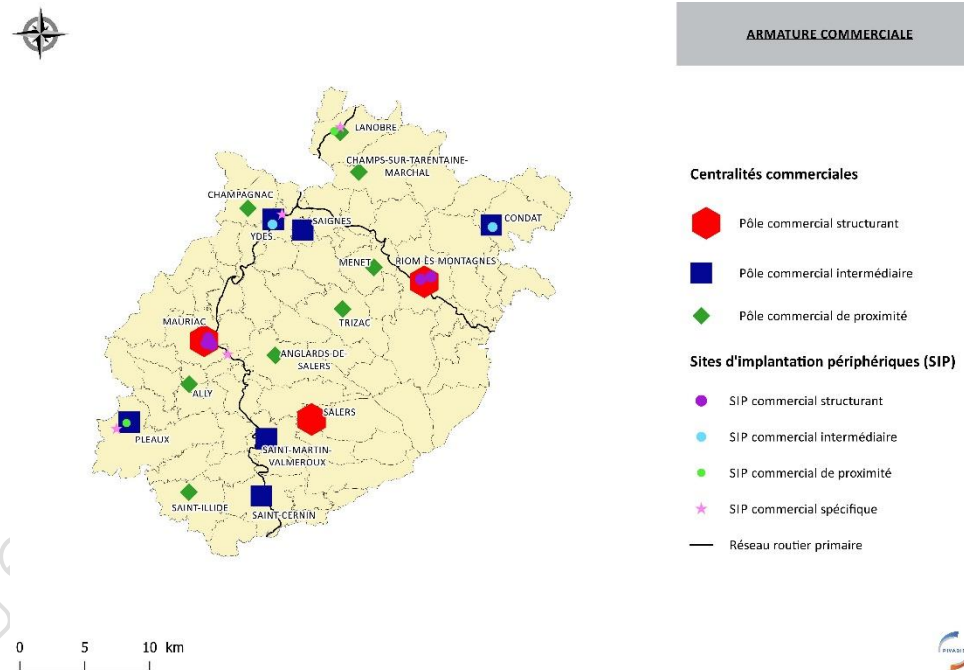 ARMATURE COMMERCIALE
LANOBRE
CHAMPS-SUR-TARENTAINE-
MARCHAL
CHAMPAGNAC
SAIGNES
CONDAT
YDES
MENET
RIOM ÈS MONTAGNES
TRIZAC
MAURIAC
ANGLARDS-DE-
SALERS
ALLY
SALERS
PLEAUX
SAINT-MARTIN-
VALMEROUX
SAINT-ILLIDE
SAINT-CERNIN
Centralités commerciales
Pôle commercial structurant
Pôle commercial intermédiaire
Pôle commercial de proximité
Sites d'implantation périphériques (SIP)
SIP commercial structurant
SIP commercial intermédiaire
SIP commercial de proximité
SIP commercial spécifique
Réseau routier primaire
0 5 10 km